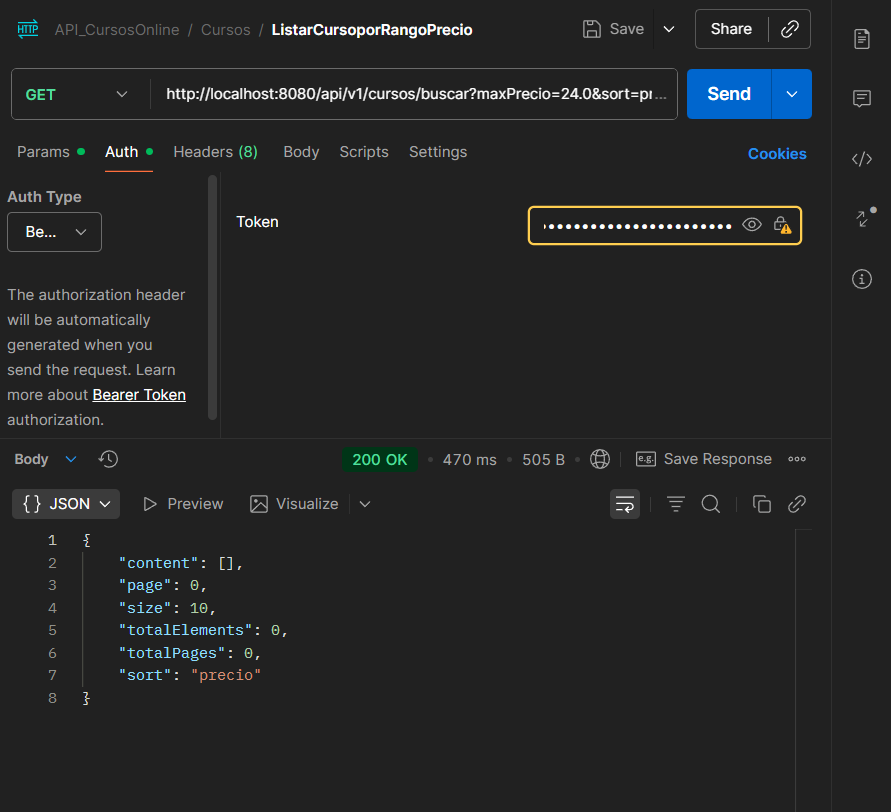 HTTP API_CursosOnline / Cursos / ListarCursoporRangoPrecio Save Share
GET http://localhost:8080/api/v1/cursos/buscar?maxPrecio=24.0&sort=pr... Send
Params Auth Headers (8) Body Scripts Settings Cookies
Auth Type
Be...
Token
The authorization header
will be automatically
generated when you
send the request. Learn
more about Bearer Token
authorization.
Body 200 OK • 470 ms • 505 B • e.g. Save Response
{} JSON Preview Visualize
1 {
2 "content": [],
3 "page": 0,
4 "size": 10,
5 "totalElements": 0,
6 "totalPages": 0,
7 "sort": "precio"
8 }